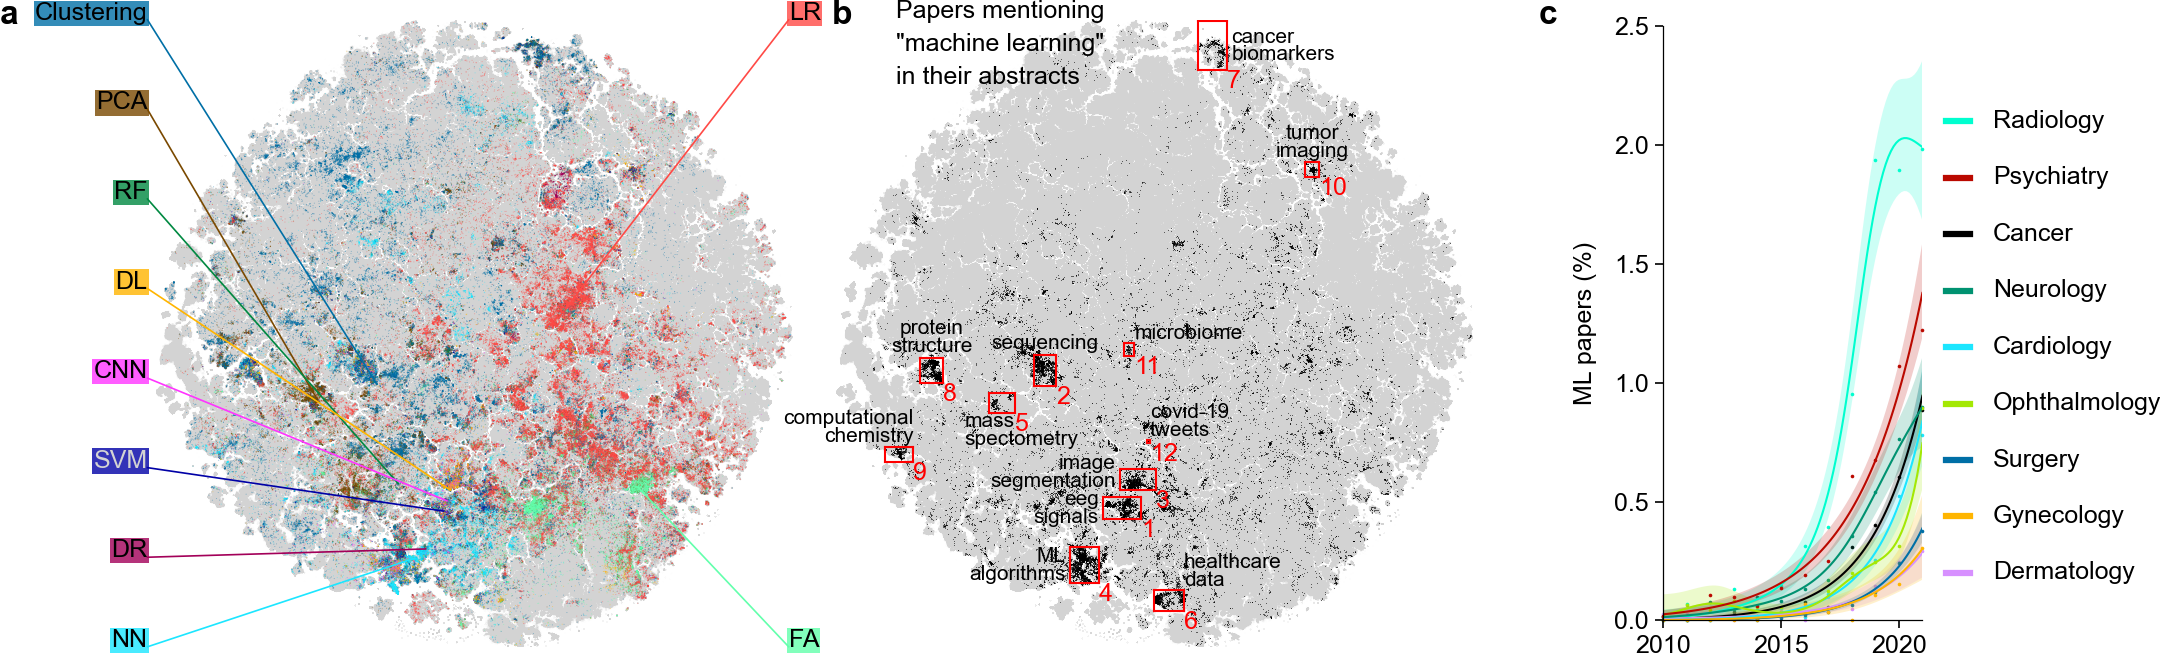 a
Clustering
PCA
RF
DL
CNN
SVM
DR
NN
LR
FA
b
Papers mentioning
"machine learning"
in their abstracts
cancer
biomarkers
7
tumor
imaging
10
protein
structure
8
sequencing
2
microbiome
11
mass
spectometry
5
computational
chemistry
9
covid-19
tweets
12
image
segmentation
3
eeg
signals
1
ML
algorithms
4
healthcare
data
6
c
ML papers (%)
2.5
2.0
1.5
1.0
0.5
0.0
2010
2015
2020
Radiology
Psychiatry
Cancer
Neurology
Cardiology
Ophthalmology
Surgery
Gynecology
Dermatology